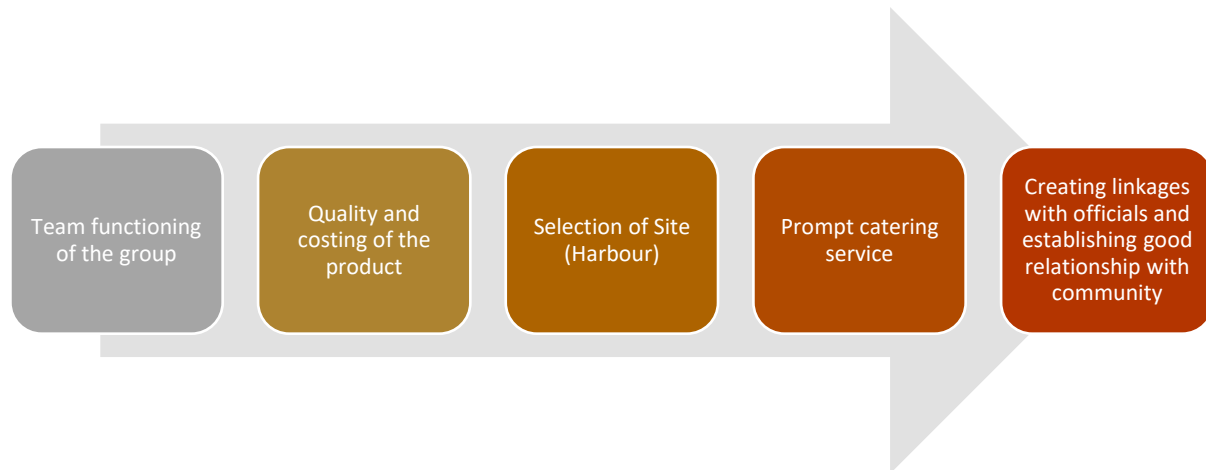 Team functioning
of the group
Quality and
costing of the
product
Selection of Site
(Harbour)
Prompt catering
service
Creating linkages
with officials and
establishing good
relationship with
community